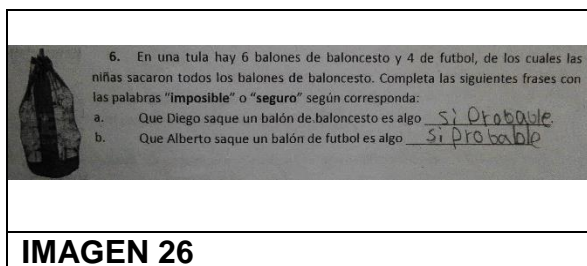 6. En una tula hay 6 balones de baloncesto y 4 de futbol, de los cuales las
niñas sacaron todos los balones de baloncesto. Completa las siguientes frases con
las palabras "imposible" o "seguro" según corresponda:
a. Que Diego saque un balón de baloncesto es algo si Probable.
b. Que Alberto saque un balón de futbol es algo si probable
IMAGEN 26